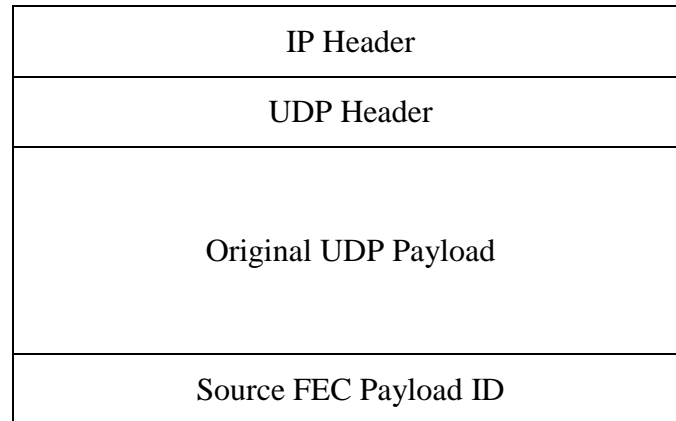 IP Header
UDP Header
Original UDP Payload
Source FEC Payload ID